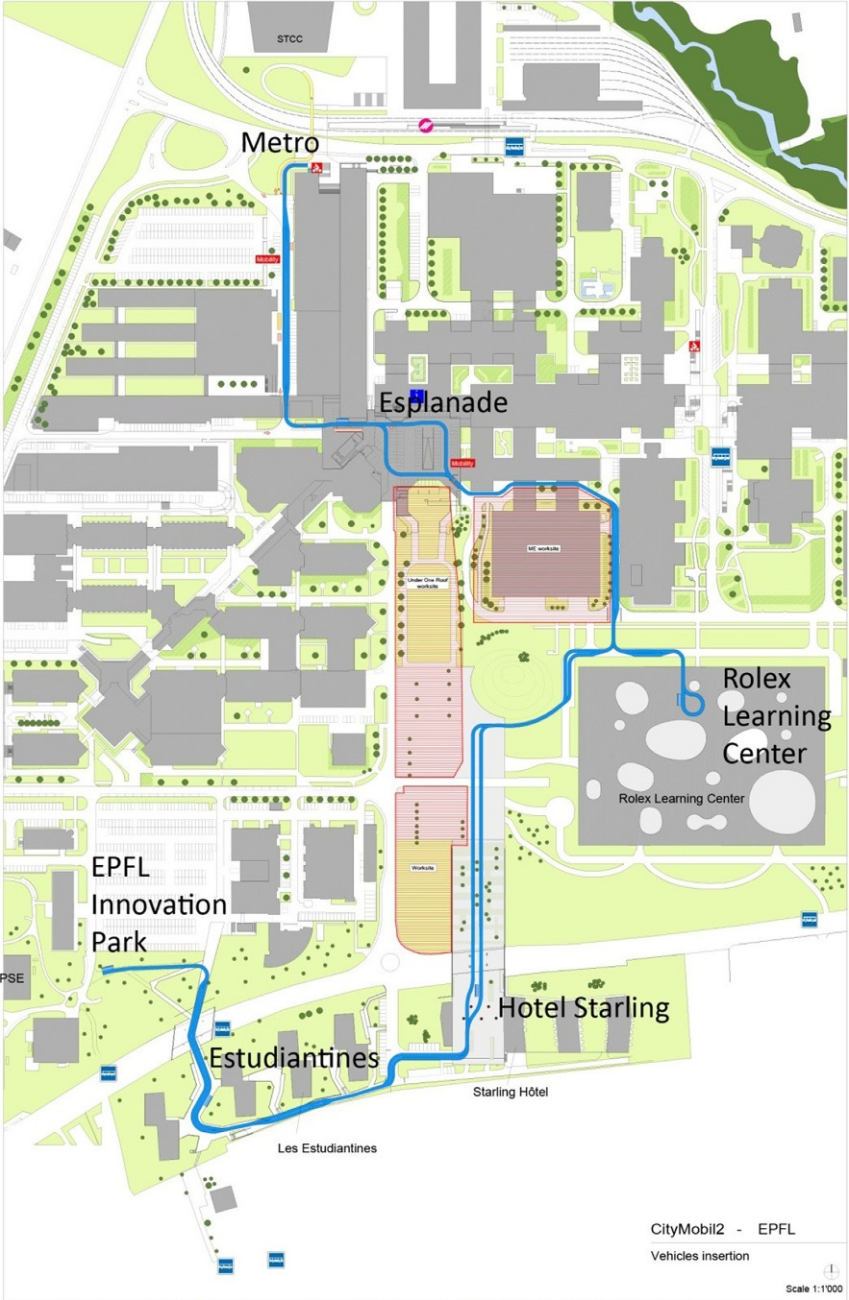 STCC
Metro
Mobility
Esplanade
Mobility
ME worksite
Under One Roof
worksite
Rolex
Learning
Center
Rolex Learning Center
Worksite
EPFL
Innovation
Park
PSE
Hotel Starling
Estudiantines
Starling Hôtel
Les Estudiantines
CityMobil2 - EPFL
Vehicles insertion
Scale 1:1'000